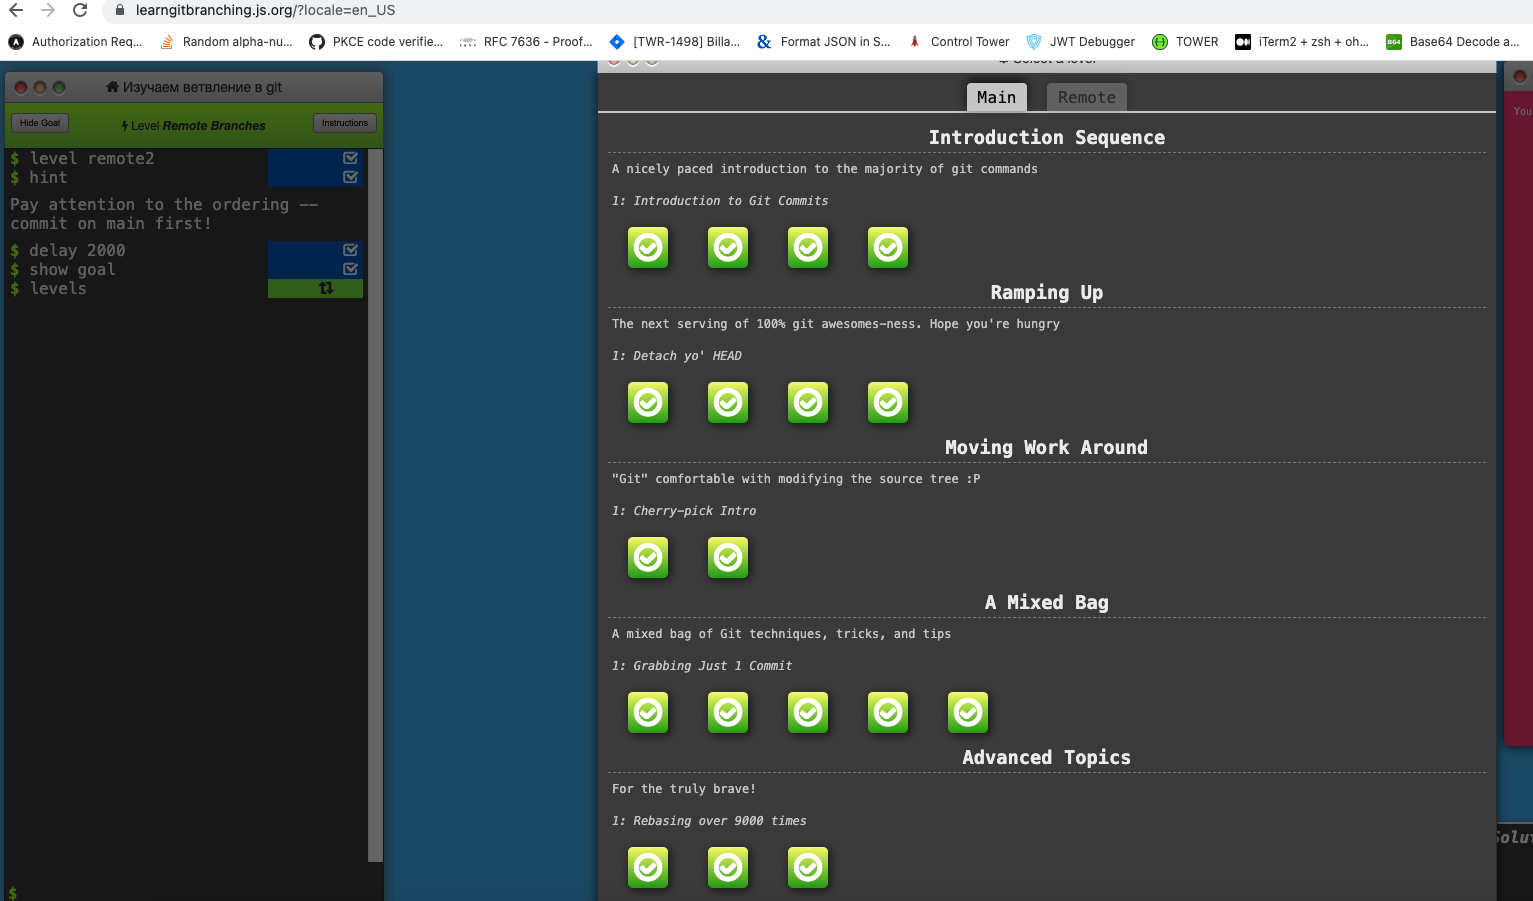 learngitbranching.js.org/?locale=en_US
Authorization Req...
Random alpha-nu...
PKCE code verifie...
RFC 7636 - Proof...
[TWR-1498] Billa...
Format JSON in S...
Control Tower
JWT Debugger
TOWER
iTerm2 + zsh + oh...
B64
Base64 Decode a...
Изучаем ветвление в git
Hide Goal
Level Remote Branches
Instructions
$ level remote2
$ hint
Pay attention to the ordering --
commit on main first!
$ delay 2000
$ show goal
$ levels
$
Select a level
Main
Remote
Introduction Sequence
A nicely paced introduction to the majority of git commands
1: Introduction to Git Commits
Ramping Up
The next serving of 100% git awesomes-ness. Hope you're hungry
1: Detach yo' HEAD
Moving Work Around
"Git" comfortable with modifying the source tree :P
1: Cherry-pick Intro
A Mixed Bag
A mixed bag of Git techniques, tricks, and tips
1: Grabbing Just 1 Commit
Advanced Topics
For the truly brave!
1: Rebasing over 9000 times
You
Solut